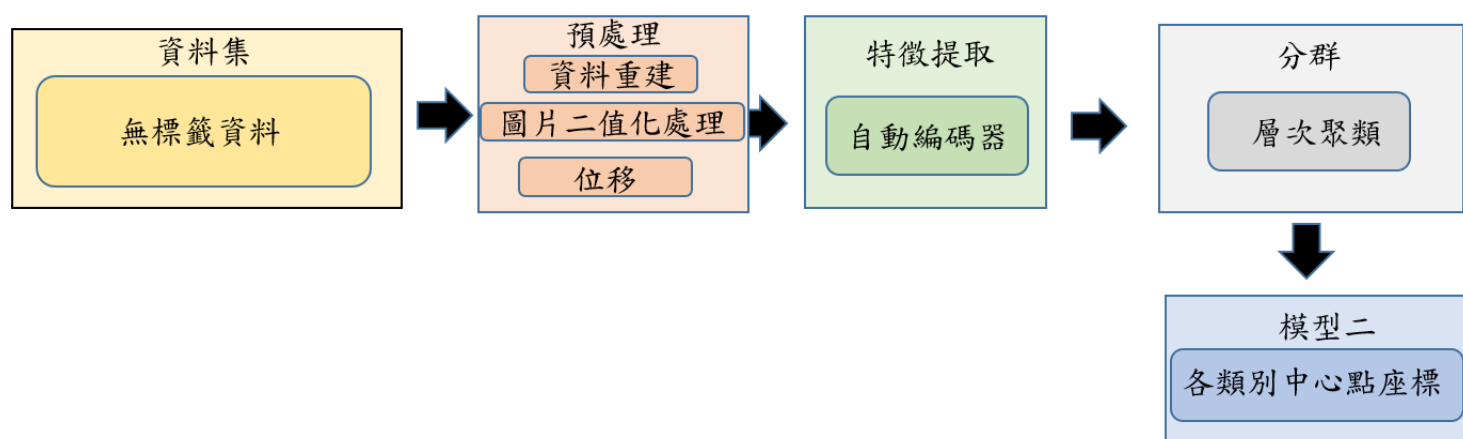 資料集
無標籤資料
預處理
資料重建
圖片二值化處理
位移
特徵提取
自動編碼器
分群
層次聚類
模型二
各類別中心點座標